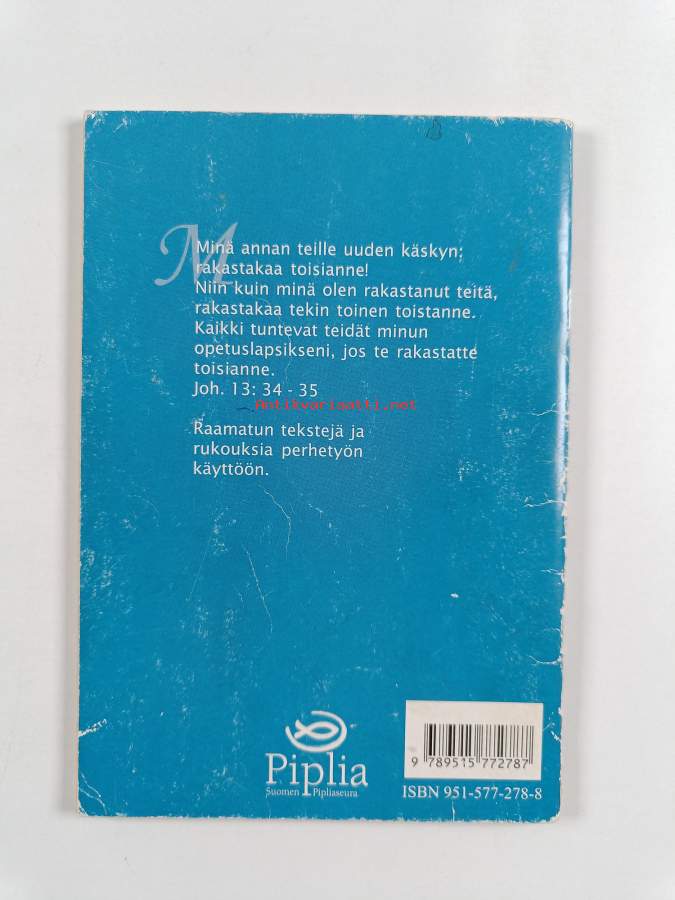 Minä annan teille uuden käskyn:
rakastakaa toisianne!
Niin kuin minä olen rakastanut teitä,
rakastakaa tekin toinen toistanne.
Kaikki tuntevat teidät minun
opetuslapsikseni, jos te rakastatte
toisianne.
Joh. 13: 34 - 35
Antikvariaatti.net
Raamatun tekstejä ja
rukouksia perhetyön
käyttöön.
Piplia
Suomen Pipliaseura
9 789515 772787
ISBN 951-577-278-8